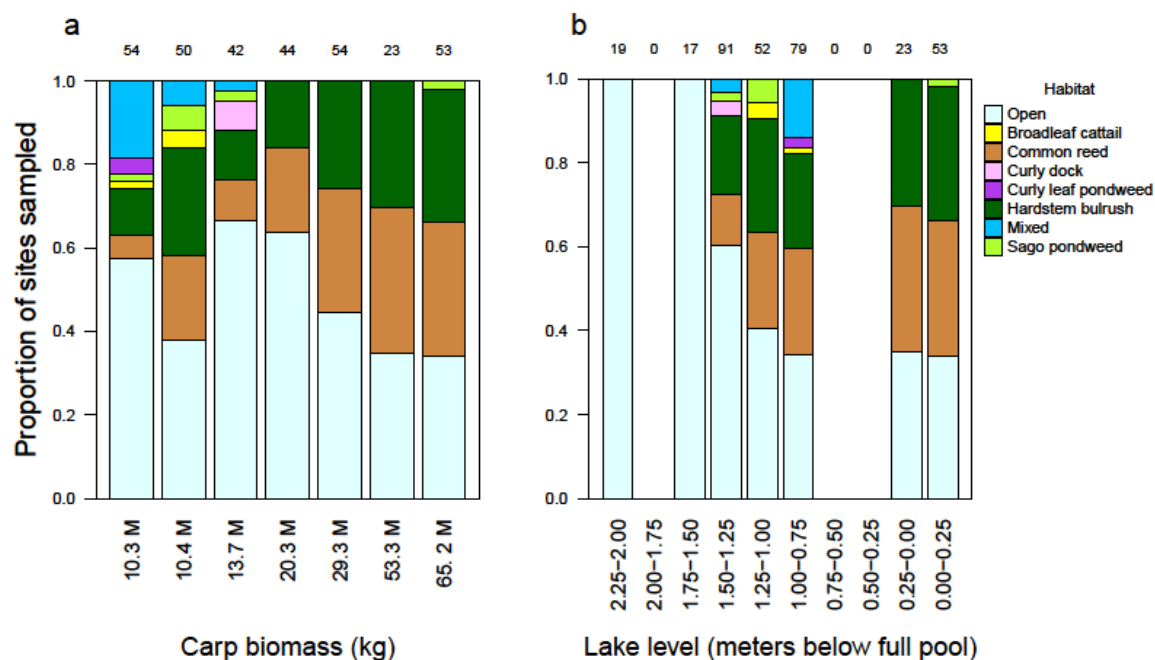 a
b
54 50 42 44 54 23 53
19 0 17 91 52 79 0 0 23 53
Proportion of sites sampled
1.0
0.8
0.6
0.4
0.2
0.0
1.0
0.8
0.6
0.4
0.2
0.0
Habitat
Open
Broadleaf cattail
Common reed
Curly dock
Curly leaf pondweed
Hardstem bulrush
Mixed
Sago pondweed
10.3 M
10.4 M
13.7 M
20.3 M
29.3 M
53.3 M
65. 2 M
2.25−2.00
2.00−1.75
1.75−1.50
1.50−1.25
1.25−1.00
1.00−0.75
0.75−0.50
0.50−0.25
0.25−0.00
0.00−0.25
Carp biomass (kg)
Lake level (meters below full pool)